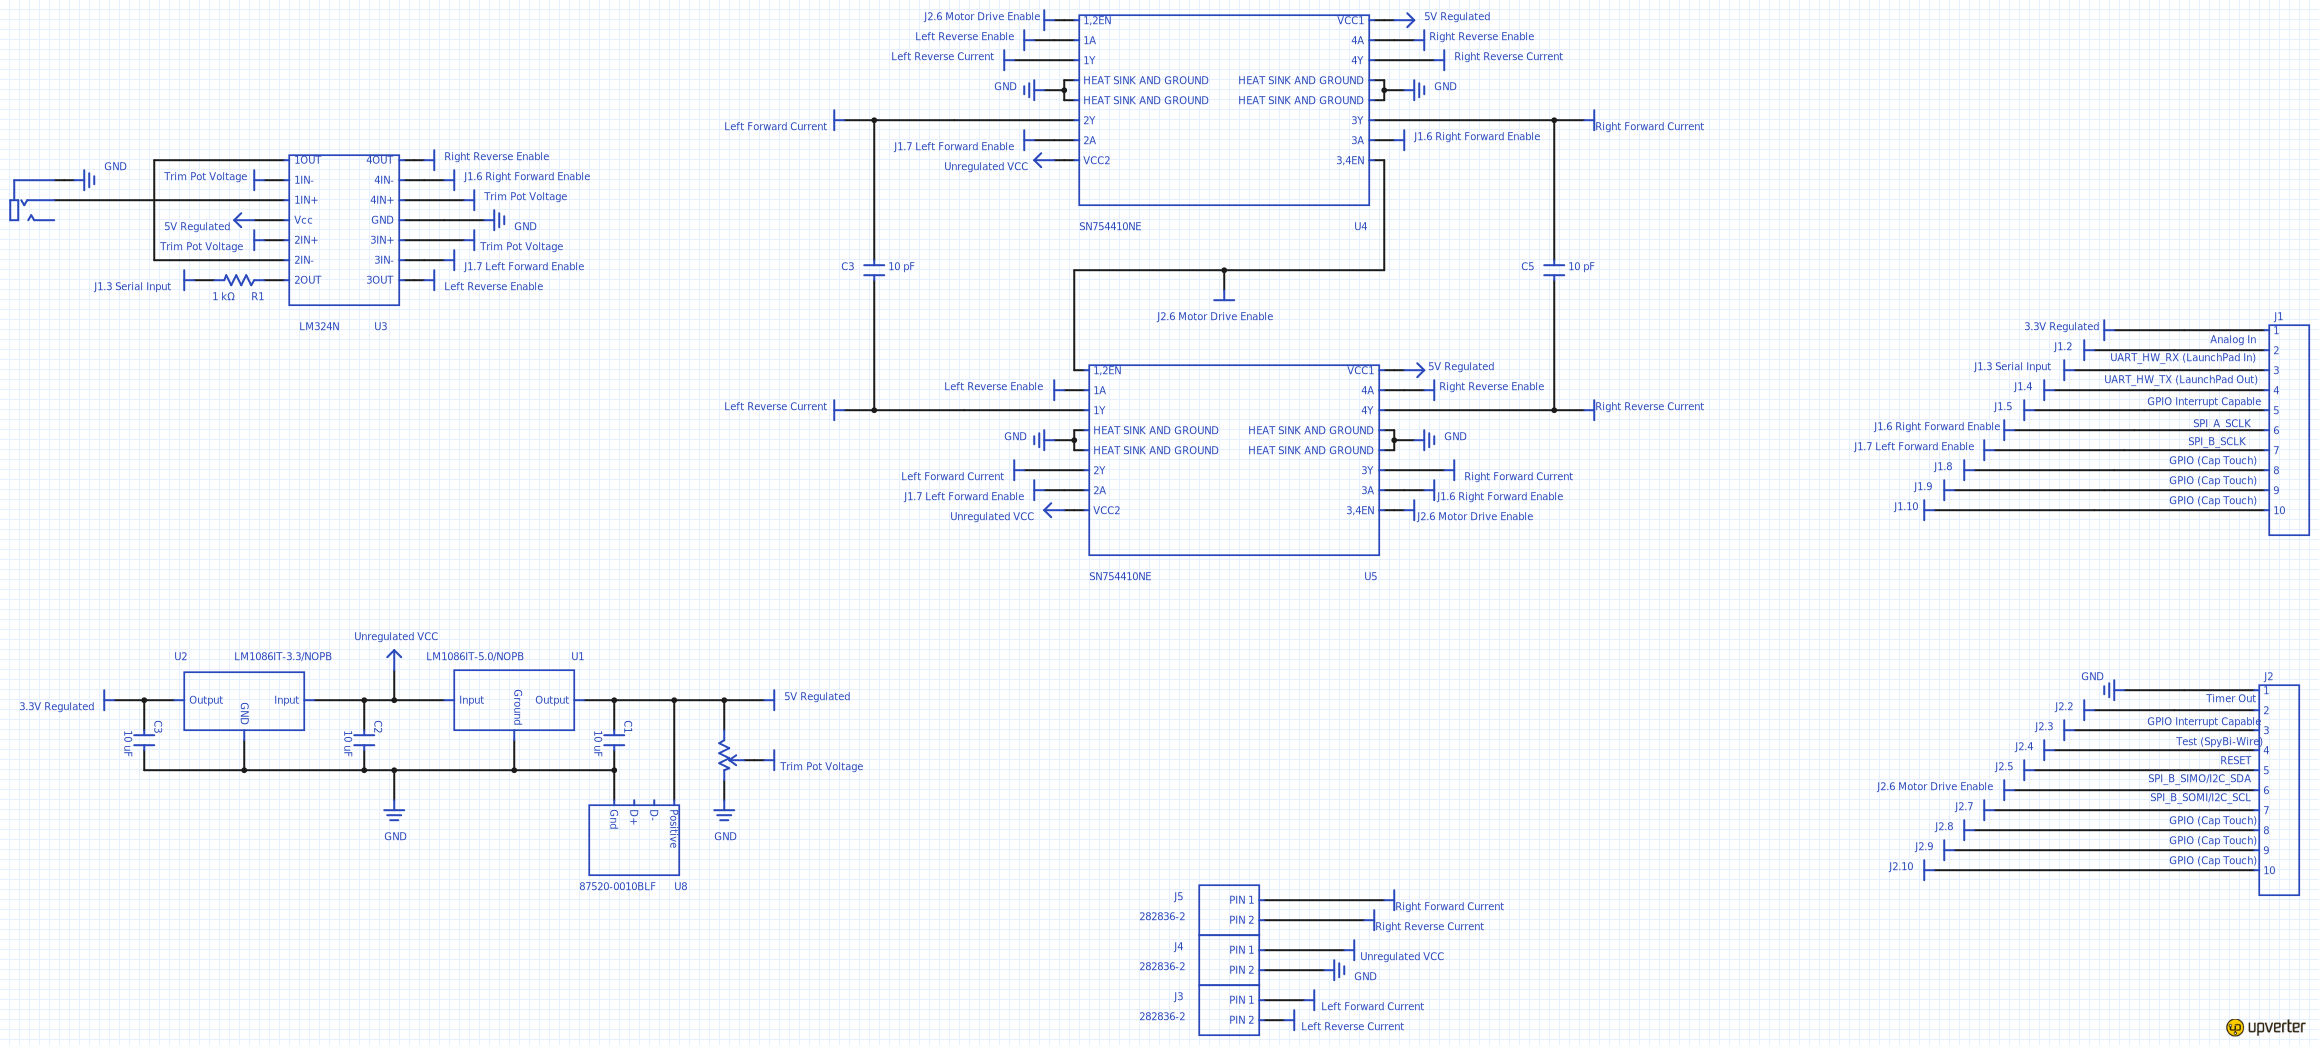 J2.6 Motor Drive Enable
1,2EN
VCC1
5V Regulated
Left Reverse Enable
1A
4A
Right Reverse Enable
Left Reverse Current
1Y
4Y
Right Reverse Current
HEAT SINK AND GROUND
HEAT SINK AND GROUND
GND
GND
HEAT SINK AND GROUND
HEAT SINK AND GROUND
Left Forward Current
2Y
3Y
Right Forward Current
J1.7 Left Forward Enable
2A
3A
J1.6 Right Forward Enable
Unregulated VCC
VCC2
3,4EN
SN754410NE
U4
C3
10 pF
C5
10 pF
J2.6 Motor Drive Enable
GND
1OUT
4OUT
Right Reverse Enable
Trim Pot Voltage
1IN-
4IN-
J1.6 Right Forward Enable
1IN+
4IN+
Trim Pot Voltage
5V Regulated
Vcc
GND
GND
Trim Pot Voltage
2IN+
3IN+
Trim Pot Voltage
2IN-
3IN-
J1.7 Left Forward Enable
J1.3 Serial Input
1 kΩ
R1
2OUT
3OUT
Left Reverse Enable
LM324N
U3
1,2EN
VCC1
5V Regulated
Left Reverse Enable
1A
4A
Right Reverse Enable
Left Reverse Current
1Y
4Y
Right Reverse Current
HEAT SINK AND GROUND
HEAT SINK AND GROUND
GND
GND
HEAT SINK AND GROUND
HEAT SINK AND GROUND
Left Forward Current
2Y
3Y
Right Forward Current
J1.7 Left Forward Enable
2A
3A
J1.6 Right Forward Enable
Unregulated VCC
VCC2
3,4EN
J2.6 Motor Drive Enable
SN754410NE
U5
J1
3.3V Regulated
1
Analog In
J1.2
2
UART_HW_RX (LaunchPad In)
J1.3 Serial Input
3
UART_HW_TX (LaunchPad Out)
J1.4
4
GPIO Interrupt Capable
J1.5
5
SPI_A_SCLK
J1.6 Right Forward Enable
6
SPI_B_SCLK
J1.7 Left Forward Enable
7
GPIO (Cap Touch)
J1.8
8
GPIO (Cap Touch)
J1.9
9
GPIO (Cap Touch)
J1.10
10
Unregulated VCC
U2
LM1086IT-3.3/NOPB
LM1086IT-5.0/NOPB
U1
3.3V Regulated
Output
Input
GND
Input
Output
Ground
5V Regulated
C3
10 uF
C2
10 uF
C1
10 uF
Trim Pot Voltage
GND
GND
Gnd
D+
D-
Positive
87520-0010BLF
U8
J2
GND
1
Timer Out
J2.2
2
GPIO Interrupt Capable
J2.3
3
Test (SpyBi-Wire)
J2.4
4
RESET
J2.5
5
SPI_B_SIMO/I2C_SDA
J2.6 Motor Drive Enable
6
SPI_B_SOMI/I2C_SCL
J2.7
7
GPIO (Cap Touch)
J2.8
8
GPIO (Cap Touch)
J2.9
9
GPIO (Cap Touch)
J2.10
10
J5
282836-2
PIN 1
Right Forward Current
PIN 2
Right Reverse Current
J4
282836-2
PIN 1
Unregulated VCC
PIN 2
GND
J3
282836-2
PIN 1
Left Forward Current
PIN 2
Left Reverse Current
upverter